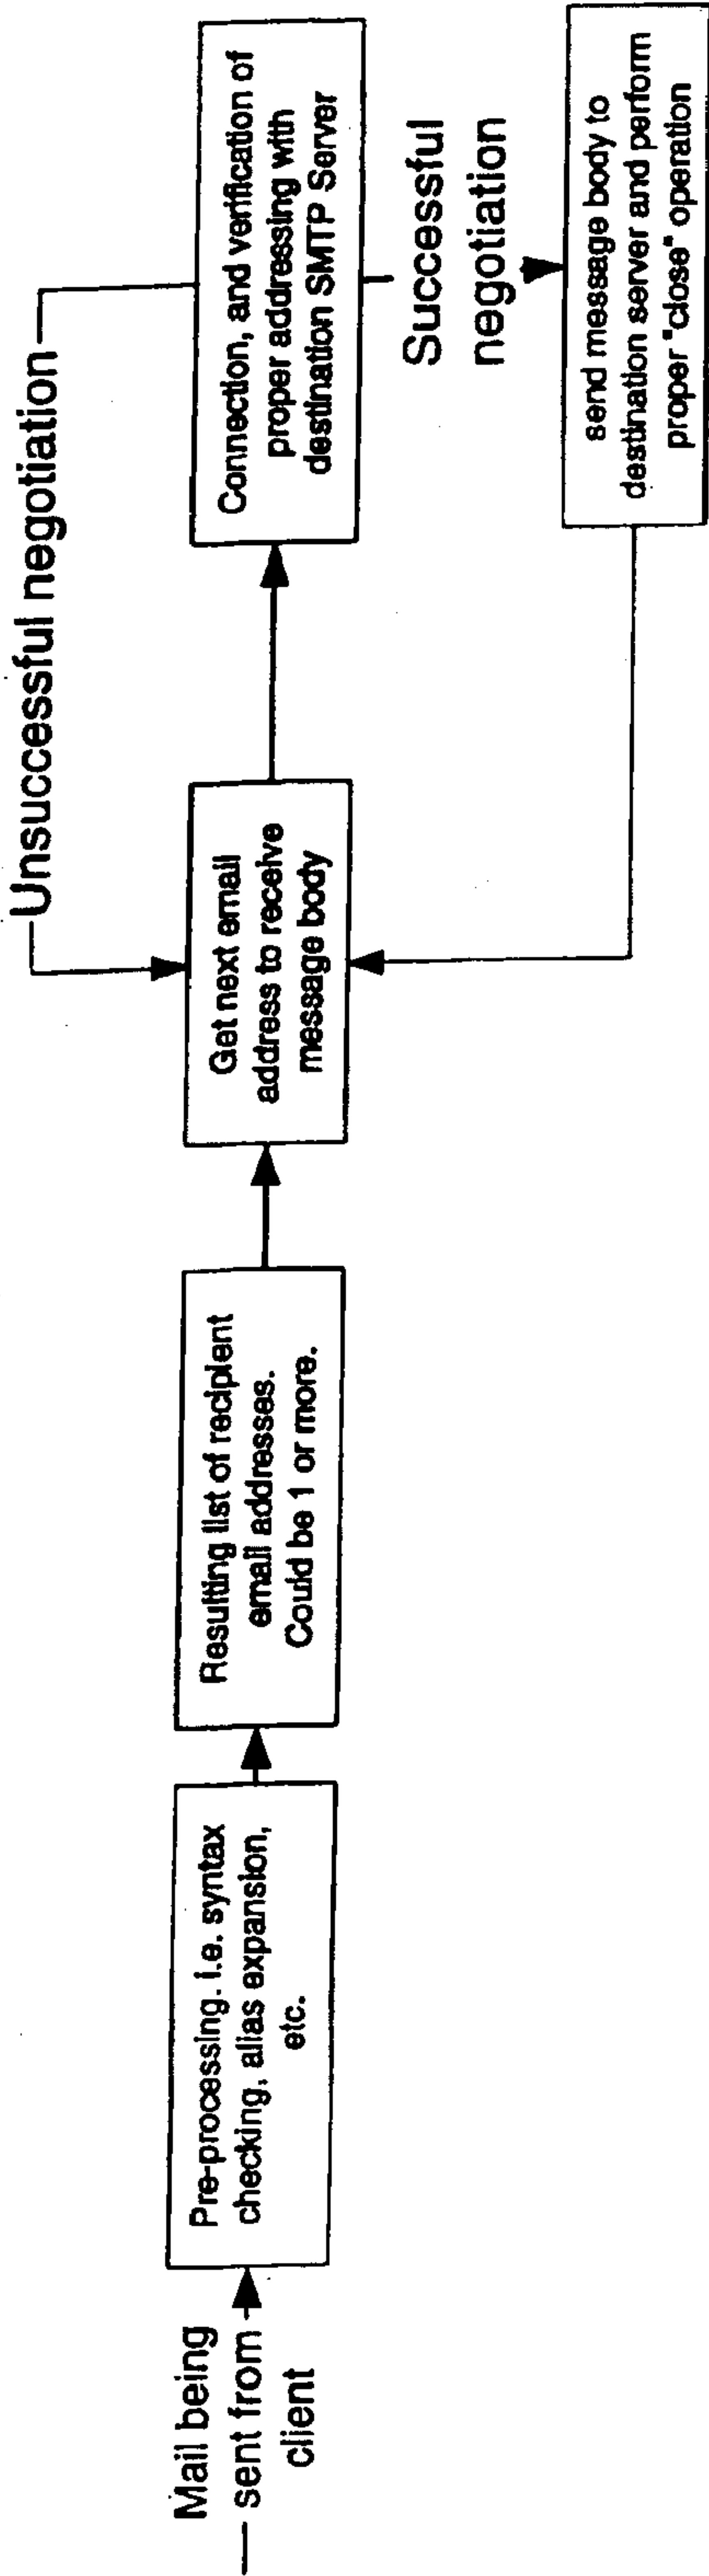 Mail being
sent from
client
Pre-processing. i.e. syntax
checking, alias expansion,
etc.
Resulting list of recipient
email addresses.
Could be 1 or more.
Get next email
address to receive
message body
Unsuccessful negotiation
Connection, and verification of
proper addressing with
destination SMTP Server
Successful
negotiation
send message body to
destination server and perform
proper "close" operation